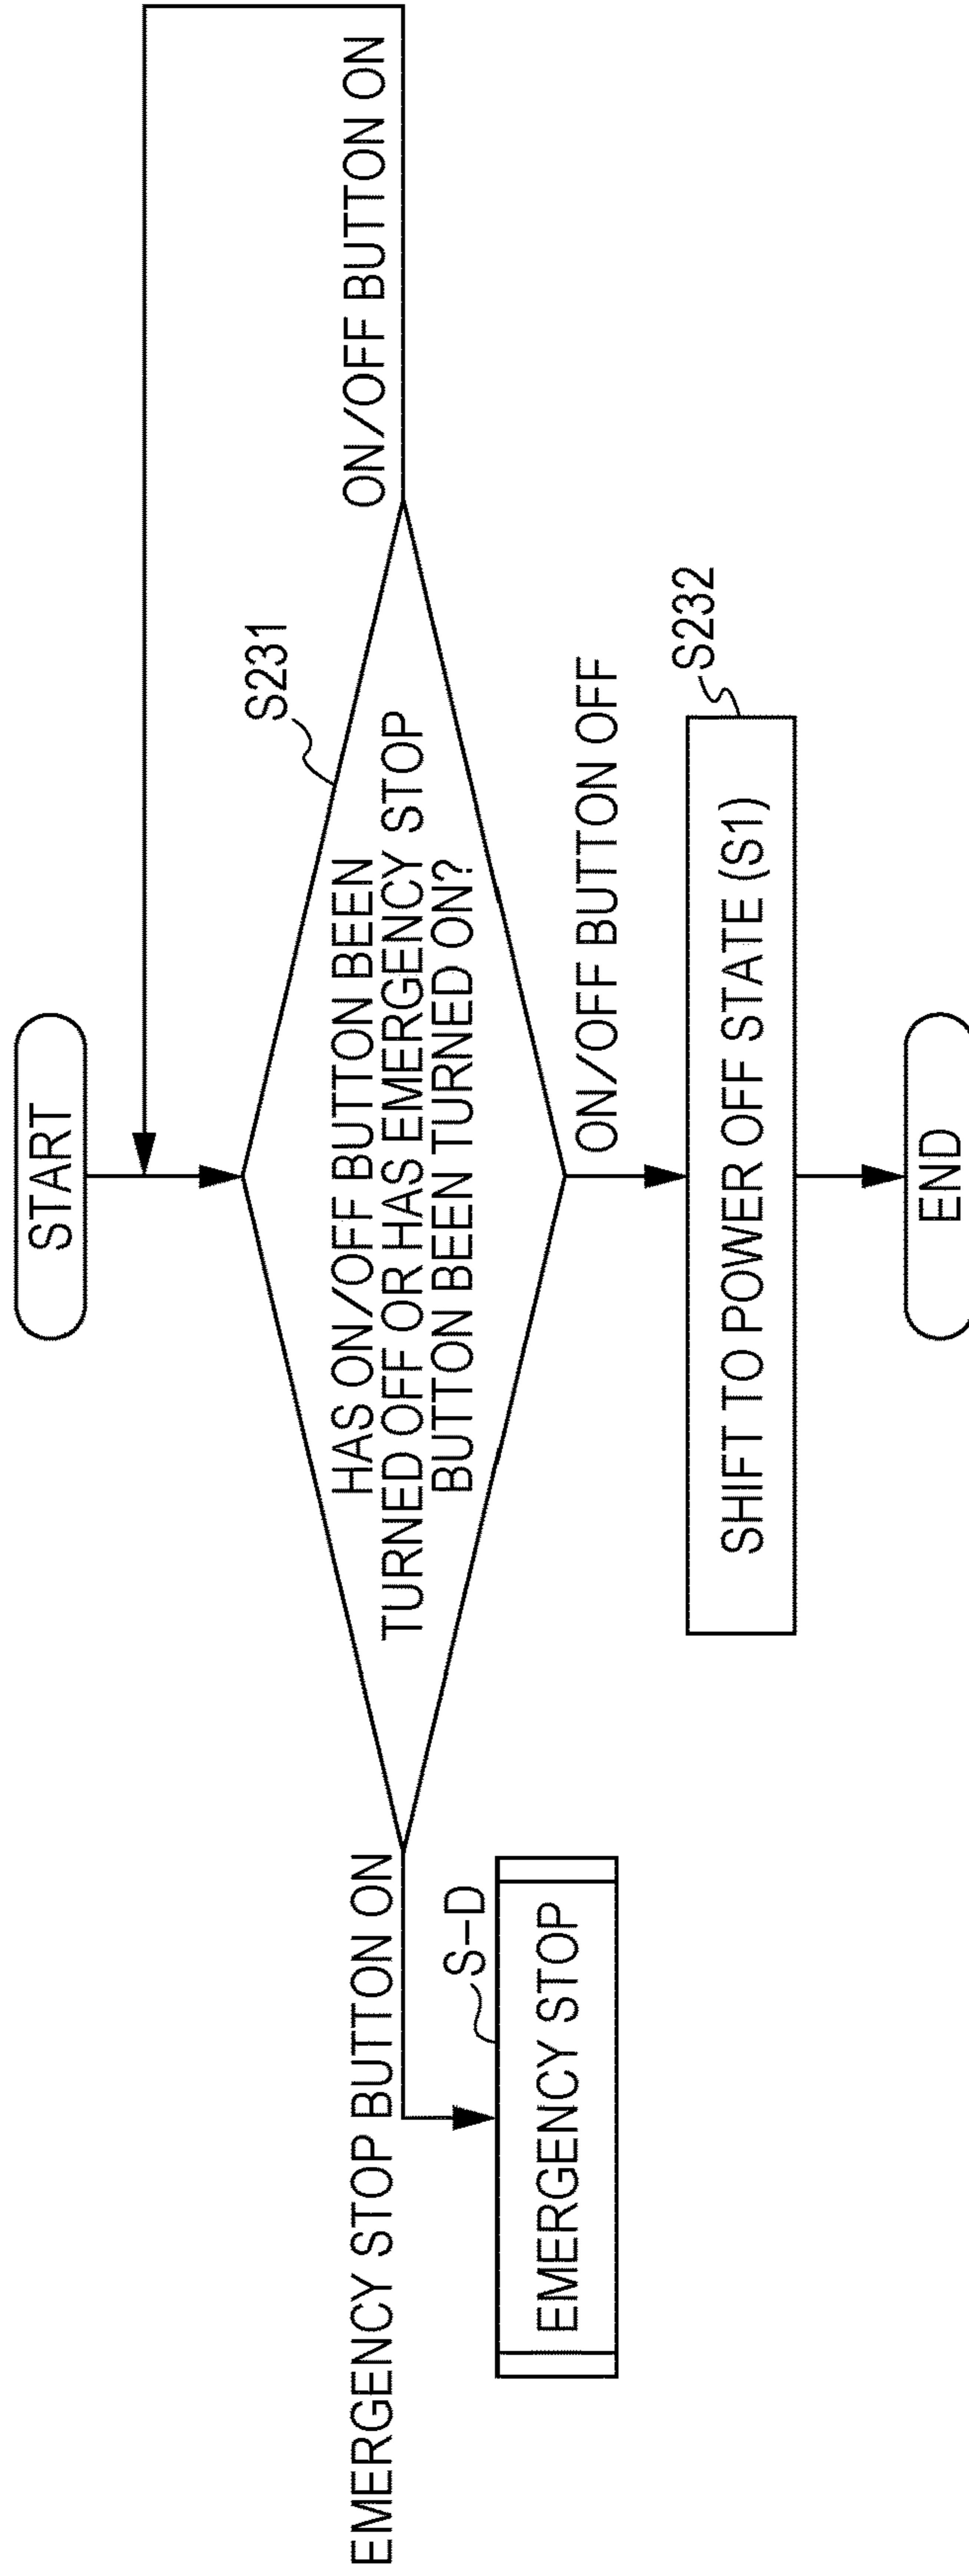 START
S231
HAS ON/OFF BUTTON BEEN
TURNED OFF OR HAS EMERGENCY STOP
BUTTON BEEN TURNED ON?
EMERGENCY STOP BUTTON ON
ON/OFF BUTTON ON
S-D
EMERGENCY STOP
ON/OFF BUTTON OFF
S232
SHIFT TO POWER OFF STATE (S1)
END